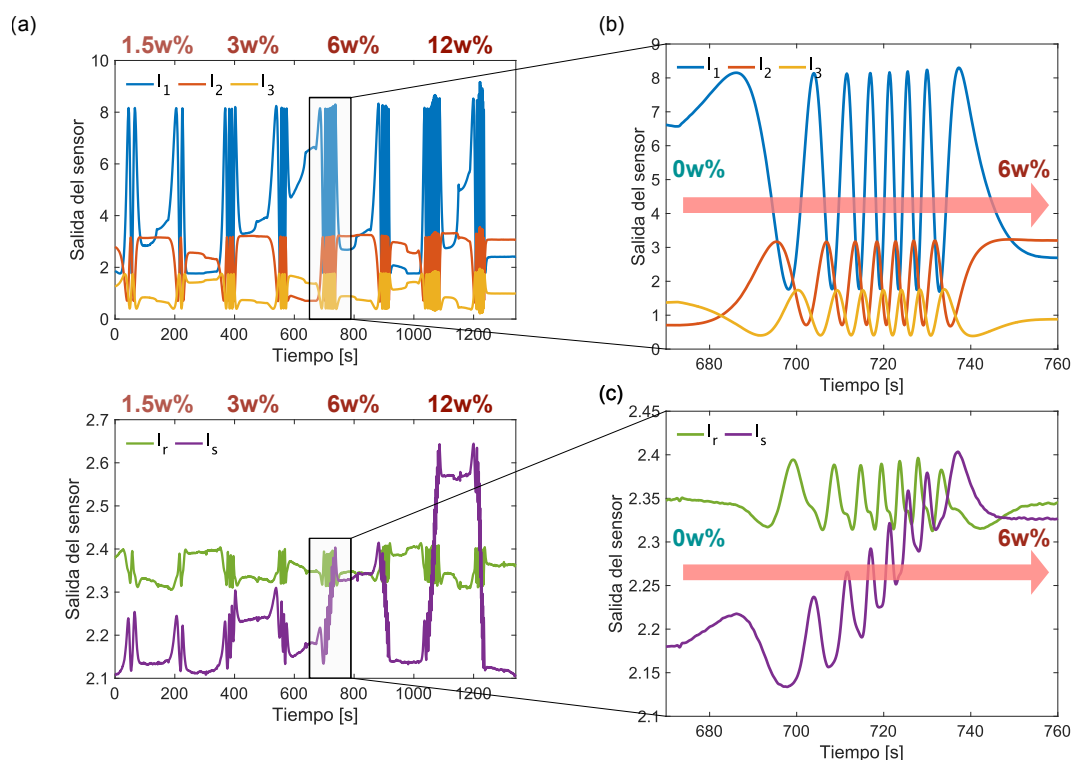 (a)
1.5w% 3w% 6w% 12w%
10
8
6
4
2
0
I1 I2 I3
Salida del sensor
0 200 400 600 800 1000 1200
Tiempo [s]
(b)
9
8
7
6
5
4
3
2
1
0
I1 I2 I3
Salida del sensor
0w% 6w%
680 700 720 740 760
Tiempo [s]
1.5w% 3w% 6w% 12w%
2.7
2.6
2.5
2.4
2.3
2.2
2.1
Ir Is
Salida del sensor
0 200 400 600 800 1000 1200
Tiempo [s]
(c)
2.45
2.4
2.35
2.3
2.25
2.2
2.15
2.1
Ir Is
Salida del sensor
0w% 6w%
680 700 720 740 760
Tiempo [s]